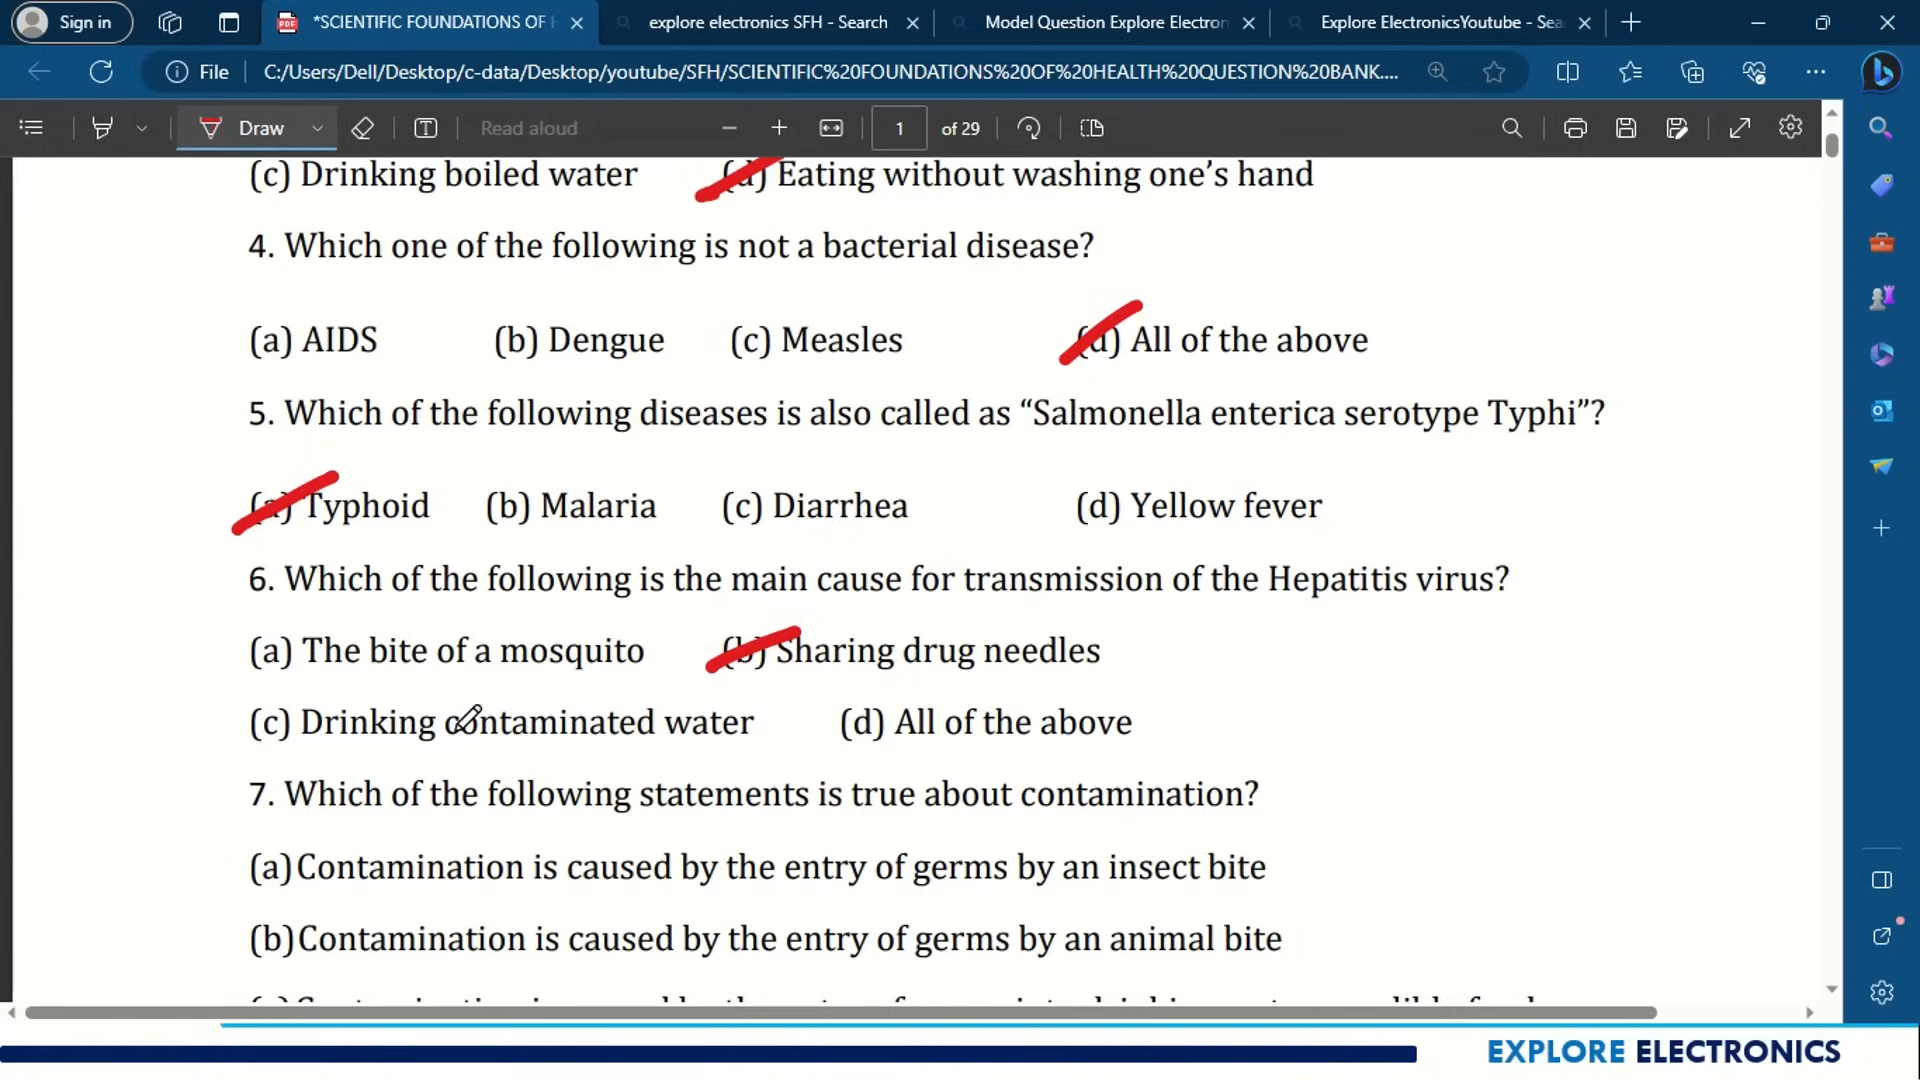 Sign in
*SCIENTIFIC FOUNDATIONS OF
explore electronics SFH - Search
Model Question Explore Electron
Explore ElectronicsYoutube - Sea
File
C:/Users/Dell/Desktop/c-data/Desktop/youtube/SFH/SCIENTIFIC%20FOUNDATIONS%20OF%20HEALTH%20QUESTION%20BANK....
Draw
Read aloud
1
of 29
(c) Drinking boiled water (d) Eating without washing one’s hand
4. Which one of the following is not a bacterial disease?
(a) AIDS (b) Dengue (c) Measles (d) All of the above
5. Which of the following diseases is also called as “Salmonella enterica serotype Typhi”?
(a) Typhoid (b) Malaria (c) Diarrhea (d) Yellow fever
6. Which of the following is the main cause for transmission of the Hepatitis virus?
(a) The bite of a mosquito (b) Sharing drug needles
(c) Drinking contaminated water (d) All of the above
7. Which of the following statements is true about contamination?
(a)Contamination is caused by the entry of germs by an insect bite
(b)Contamination is caused by the entry of germs by an animal bite
EXPLORE ELECTRONICS